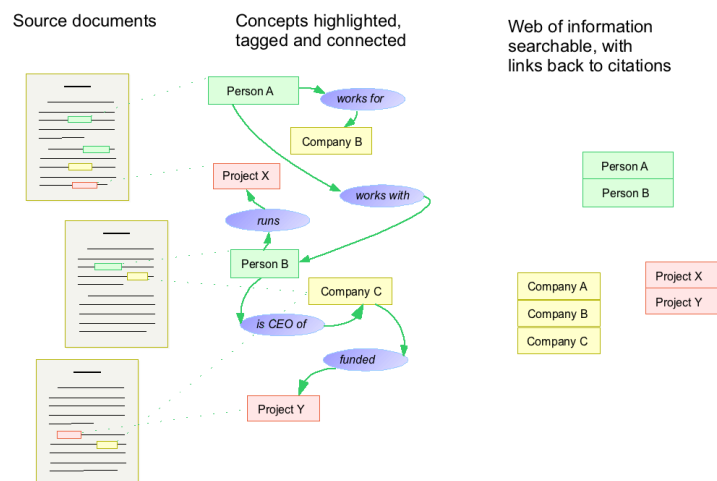 Source documents
Concepts highlighted,
tagged and connected
Web of information
searchable, with
links back to citations
Person A
works for
Company B
Project X
works with
runs
Person B
Company C
is CEO of
funded
Project Y
Person A
Person B
Company A
Company B
Company C
Project X
Project Y